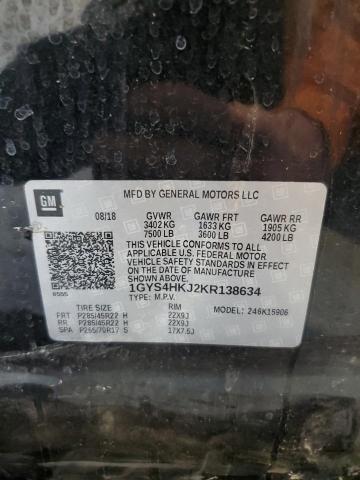 GM
MFD BY GENERAL MOTORS LLC
08/18 GVWR GAWR FRT GAWR RR
3402 KG 1633 KG 1905 KG
7500 LB 3600 LB 4200 LB
THIS VEHICLE CONFORMS TO ALL
APPLICABLE U.S. FEDERAL MOTOR
VEHICLE SAFETY STANDARDS IN
EFFECT ON THE DATE OF MANUFACTURE
SHOWN ABOVE.
1GYS4HKJ2KR138634
TYPE: M.P.V.
TIRE RIM MODEL: 246K15906
FRT P285/45R22 H 22X9J
RR P285/45R22 H 22X9J
SPA P265/70R17 S 17X7.5J